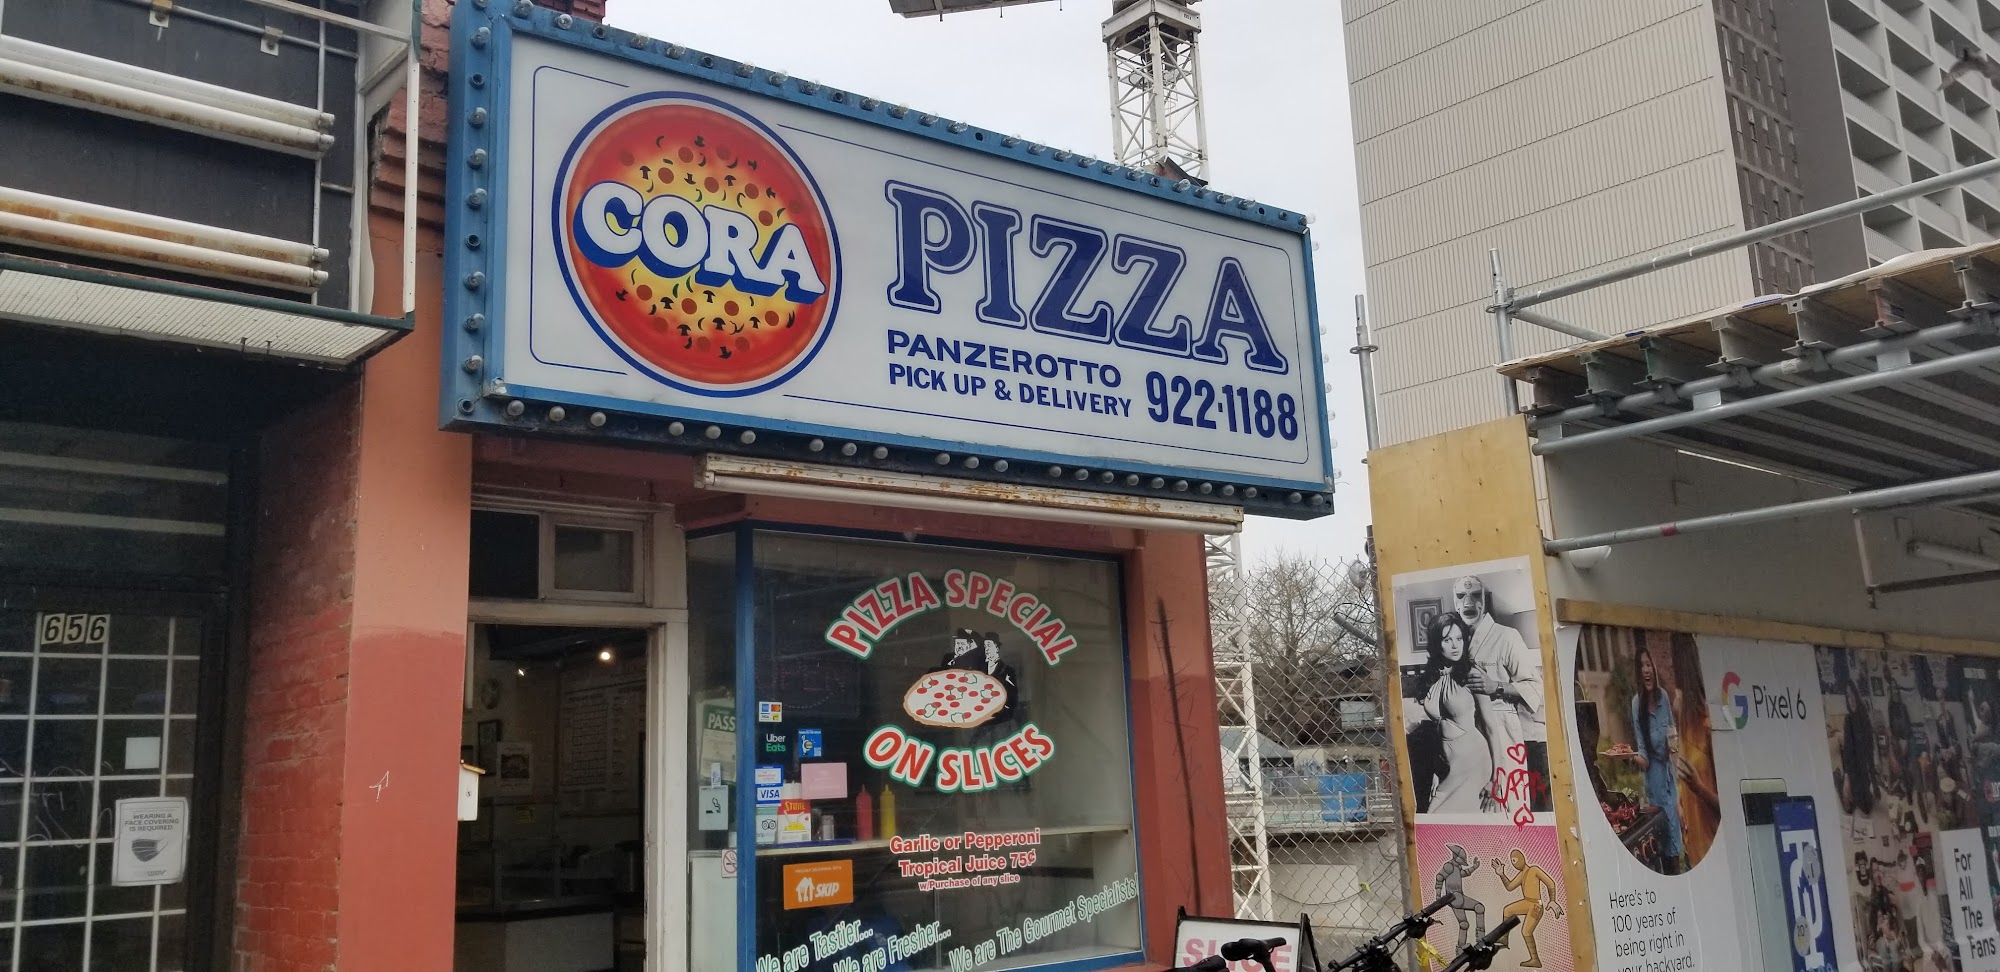 CORA
PIZZA
PANZEROTTO
PICK UP & DELIVERY
922-1188
656
WEARING A
FACE COVERING
IS REQUIRED
PIZZA SPECIAL
ON SLICES
PASS
Uber
Eats
VISA
SKIP
Garlic or Pepperoni
Tropical Juice 75¢
w/Purchase of any slice
We are Tastier...
We are Fresher...
We are The Gourmet Specialists!
SLICE
G Pixel 6
Here's to
100 years of
being right in
your backyard.
For
All
The
Fans